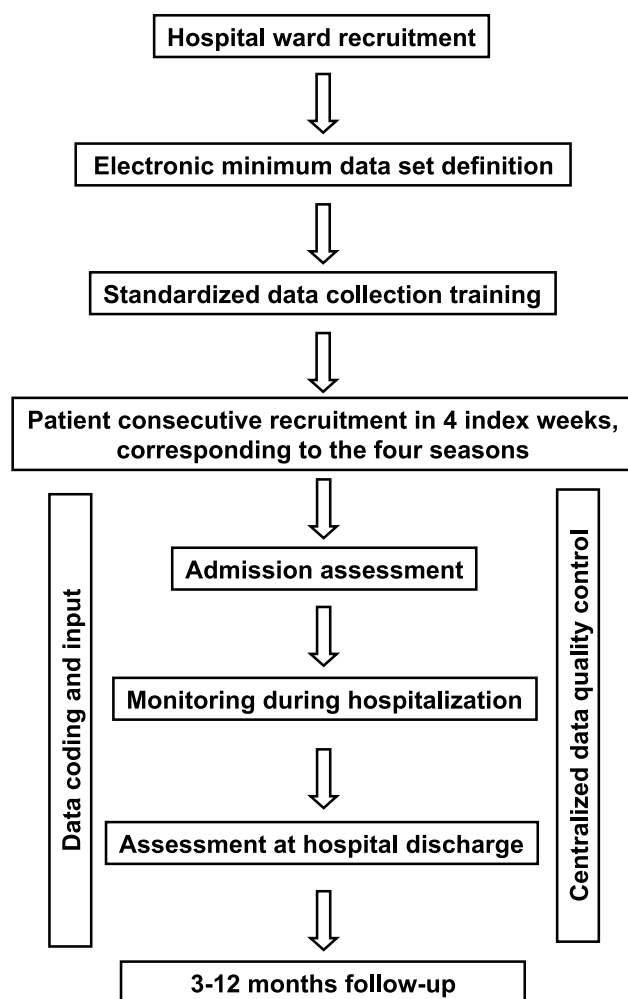 Hospital ward recruitment
Electronic minimum data set definition
Standardized data collection training
Patient consecutive recruitment in 4 index weeks,
corresponding to the four seasons
Data coding and input
Centralized data quality control
Admission assessment
Monitoring during hospitalization
Assessment at hospital discharge
3-12 months follow-up